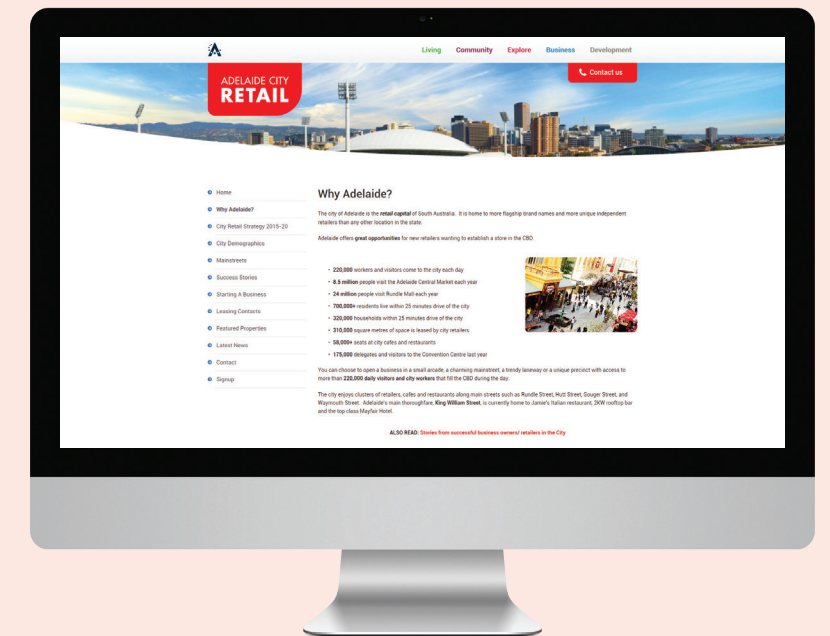 Living Community Explore Business Development
ADELAIDE CITY
RETAIL
Contact us
Home
Why Adelaide?
City Retail Strategy 2015-20
City Demographics
Mainstreets
Success Stories
Starting A Business
Leasing Contacts
Featured Properties
Latest News
Contact
Signup
Why Adelaide?
The city of Adelaide is the retail capital of South Australia. It is home to more flagship brand names and more unique independent
retailers than any other location in the state.
Adelaide offers great opportunities for new retailers wanting to establish a store in the CBD.
• 220,000 workers and visitors come to the city each day
• 8.5 million people visit the Adelaide Central Market each year
• 24 million people visit Rundle Mall each year
• 700,000+ residents live within 25 minutes drive of the city
• 320,000 households within 25 minutes drive of the city
• 310,000 square metres of space is leased by city retailers
• 58,000+ seats at city cafes and restaurants
• 175,000 delegates and visitors to the Convention Centre last year
You can choose to open a business in a small arcade, a charming mainstreet, a trendy laneway or a unique precinct with access to
more than 220,000 daily visitors and city workers that fill the CBD during the day.
The city enjoys clusters of retailers, cafes and restaurants along main streets such as Rundle Street, Hutt Street, Gouger Street, and
Waymouth Street. Adelaide's main thoroughfare, King William Street, is currently home to Jamie's Italian restaurant, 2KW rooftop bar
and the top class Mayfair Hotel.
ALSO READ: Stories from successful business owners/ retailers in the City